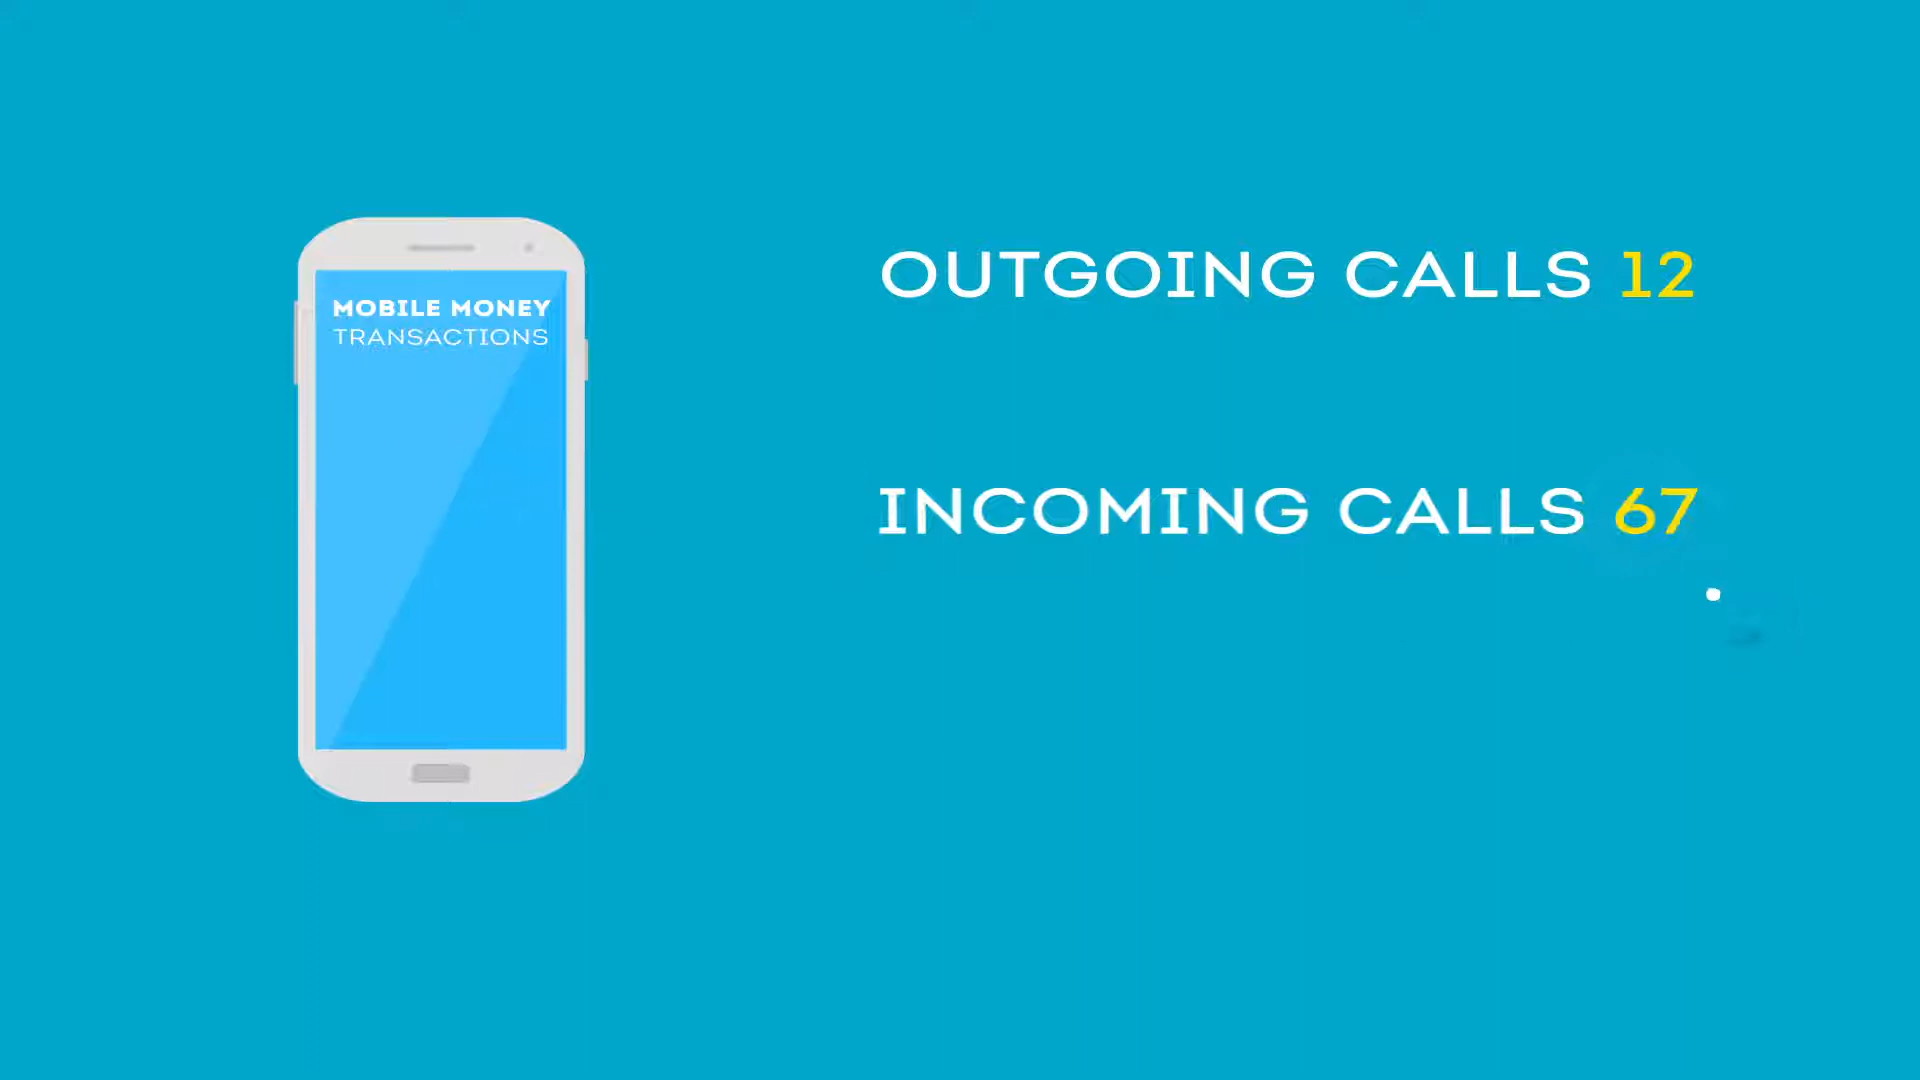 MOBILE MONEY
TRANSACTIONS
OUTGOING CALLS 12
INCOMING CALLS 67